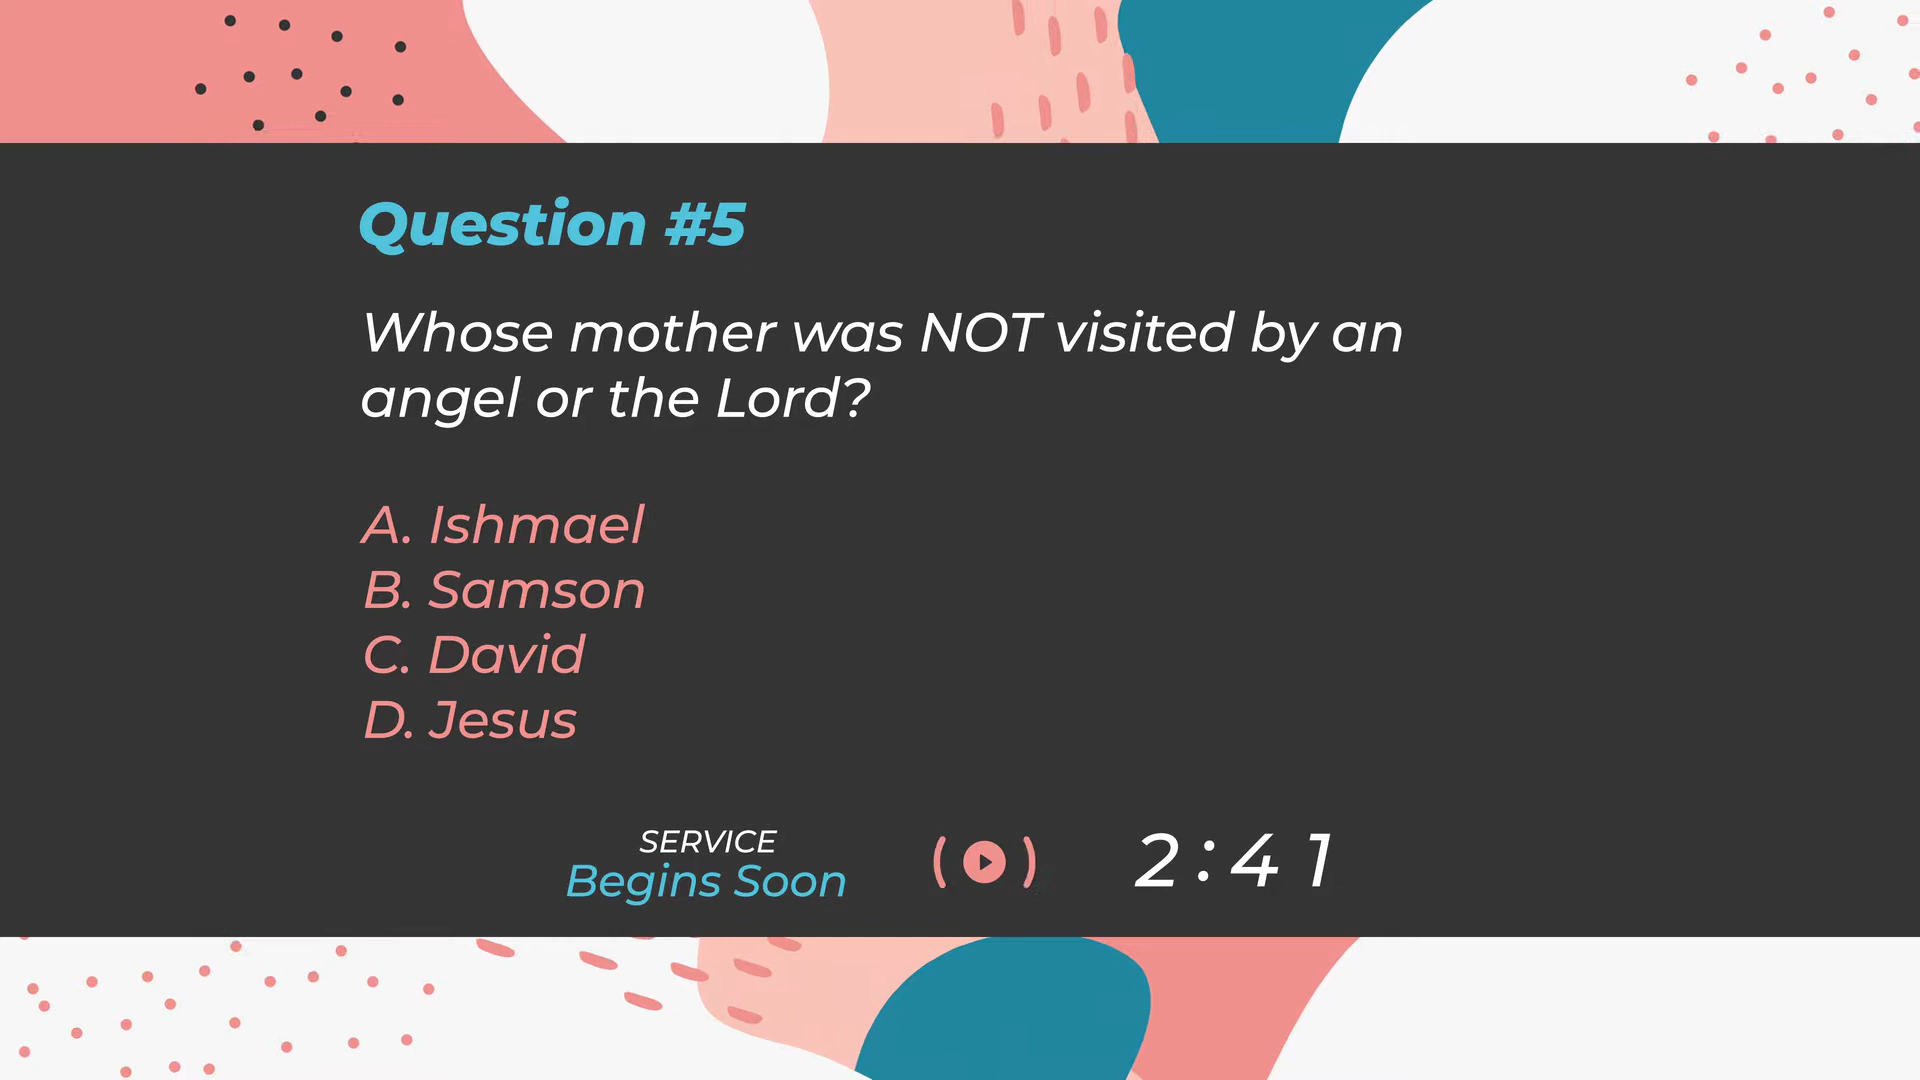 Question #5
Whose mother was NOT visited by an
angel or the Lord?
A. Ishmael
B. Samson
C. David
D. Jesus
SERVICE
Begins Soon
2:41